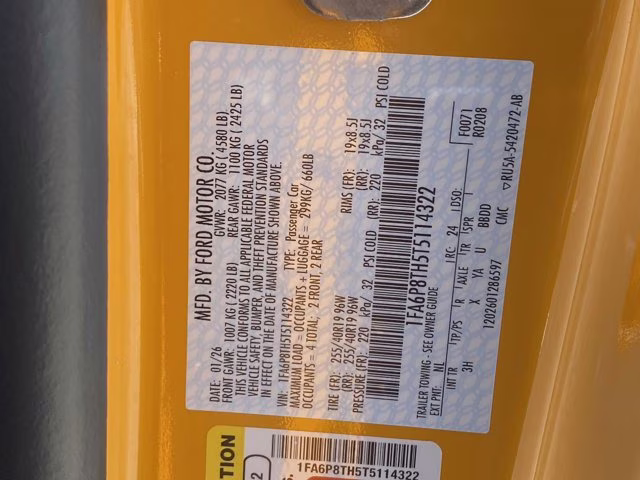 MFD. BY FORD MOTOR CO.
DATE: 01/26 GVWR: 2077 KG ( 4580 LB)
FRONT GAWR: 1007 KG ( 2220 LB) REAR GAWR: 1100 KG ( 2425 LB)
THIS VEHICLE CONFORMS TO ALL APPLICABLE FEDERAL MOTOR
VEHICLE SAFETY, BUMPER, AND THEFT PREVENTION STANDARDS
IN EFFECT ON THE DATE OF MANUFACTURE SHOWN ABOVE.
VIN: 1FA6P8TH5T5114322 TYPE: Passenger Car
MAXIMUM LOAD = OCCUPANTS + LUGGAGE = 299KG/ 660LB
OCCUPANTS = 4 TOTAL: 2 FRONT, 2 REAR
TIRE (FR): 255/40R19 96W RIMS (FR): 19x8.5J
TIRE (RR): 255/40R19 96W RIMS (RR): 19x8.5J
PRESSURE (FR): 220 kPa/ 32 PSI COLD (RR): 220 kPa/ 32 PSI COLD
1FA6P8TH5T5114322
TRAILER TOWING - SEE OWNER GUIDE
F0071
R0208
EXT PNT: NL RC: 24 DSO:
INT TR TP/PS R AXLE TR SPR
3H X YA U BBDD
1202601286597 CMC ▽RU5A-5420472-AB
1FA6P8TH5T5114322